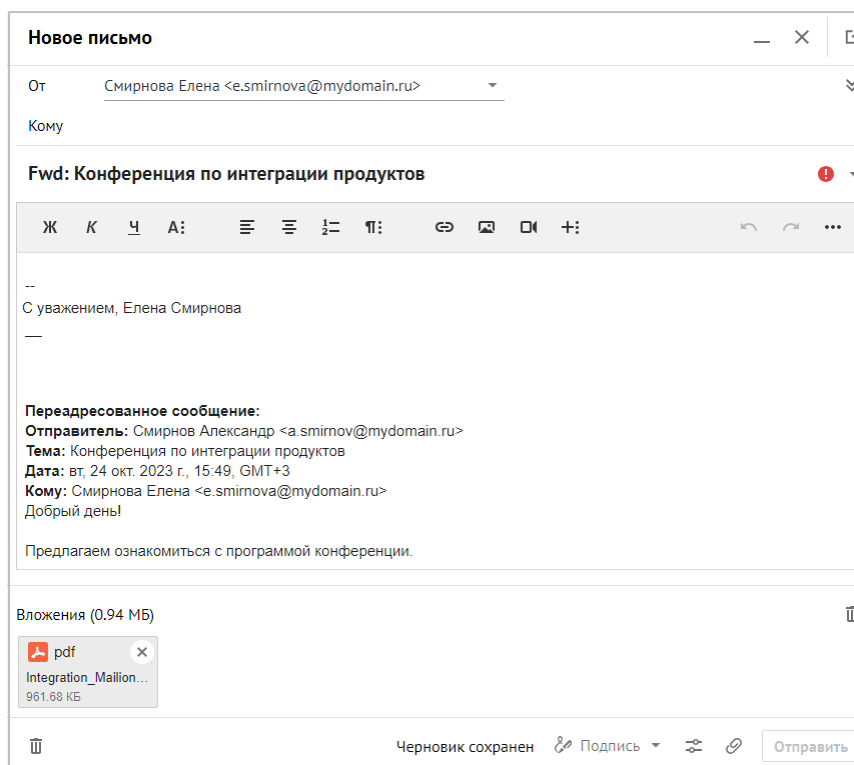 Новое письмо
От Смирнова Елена <e.smirnova@mydomain.ru>
Кому
Fwd: Конференция по интеграции продуктов
Ж К Ч А
--
С уважением, Елена Смирнова
__
Переадресованное сообщение:
Отправитель: Смирнов Александр <a.smirnov@mydomain.ru>
Тема: Конференция по интеграции продуктов
Дата: вт, 24 окт. 2023 г., 15:49, GMT+3
Кому: Смирнова Елена <e.smirnova@mydomain.ru>
Добрый день!
Предлагаем ознакомиться с программой конференции.
Вложения (0.94 МБ)
pdf
Integration_Mailion...
961.68 КБ
Черновик сохранен Подпись Отправить